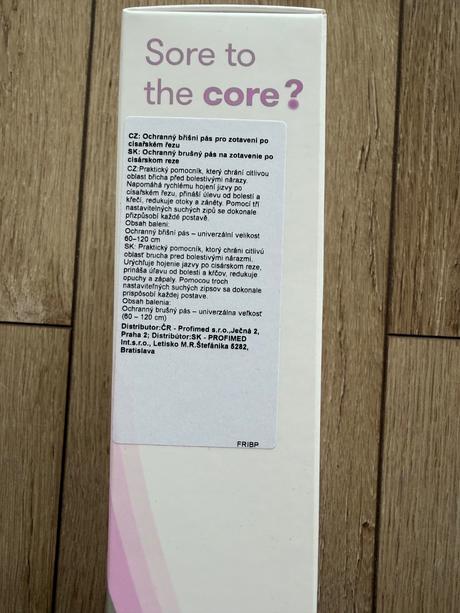 Sore to
the core?
CZ: Ochranný břišní pás pro zotavení po
císařském řezu
SK: Ochranný brušný pás na zotavenie po
cisárskom reze
CZ:Praktický pomocník, který chrání citlivou
oblast břicha před bolestivými nárazy.
Napomáhá rychlému hojení jizvy po
císařském řezu, přináší úlevu od bolesti a
křečí, redukuje otoky a záněty. Pomocí tří
nastavitelných suchých zipů se dokonale
přizpůsobí každé postavě.
Obsah balení:
Ochranný břišní pás – univerzální velikost
60–120 cm
SK: Praktický pomocník, ktorý chráni citlivú
oblasť brucha pred bolestivými nárazmi.
Urýchľuje hojenie jazvy po cisárskom reze,
prináša úľavu od bolesti a kŕčov, redukuje
opuchy a zápaly. Pomocou troch
nastaviteľných suchých zipsov sa dokonale
prispôsobí každej postave.
Obsah balenia:
Ochranný brušný pás – univerzálna veľkosť
(60 – 120 cm)
Distributor:ČR - Profimed s.r.o.,Ječná 2,
Praha 2; Distribútor:SK - PROFIMED
Int.s.r.o., Letisko M.R.Štefánika 5282,
Bratislava
FRIBP